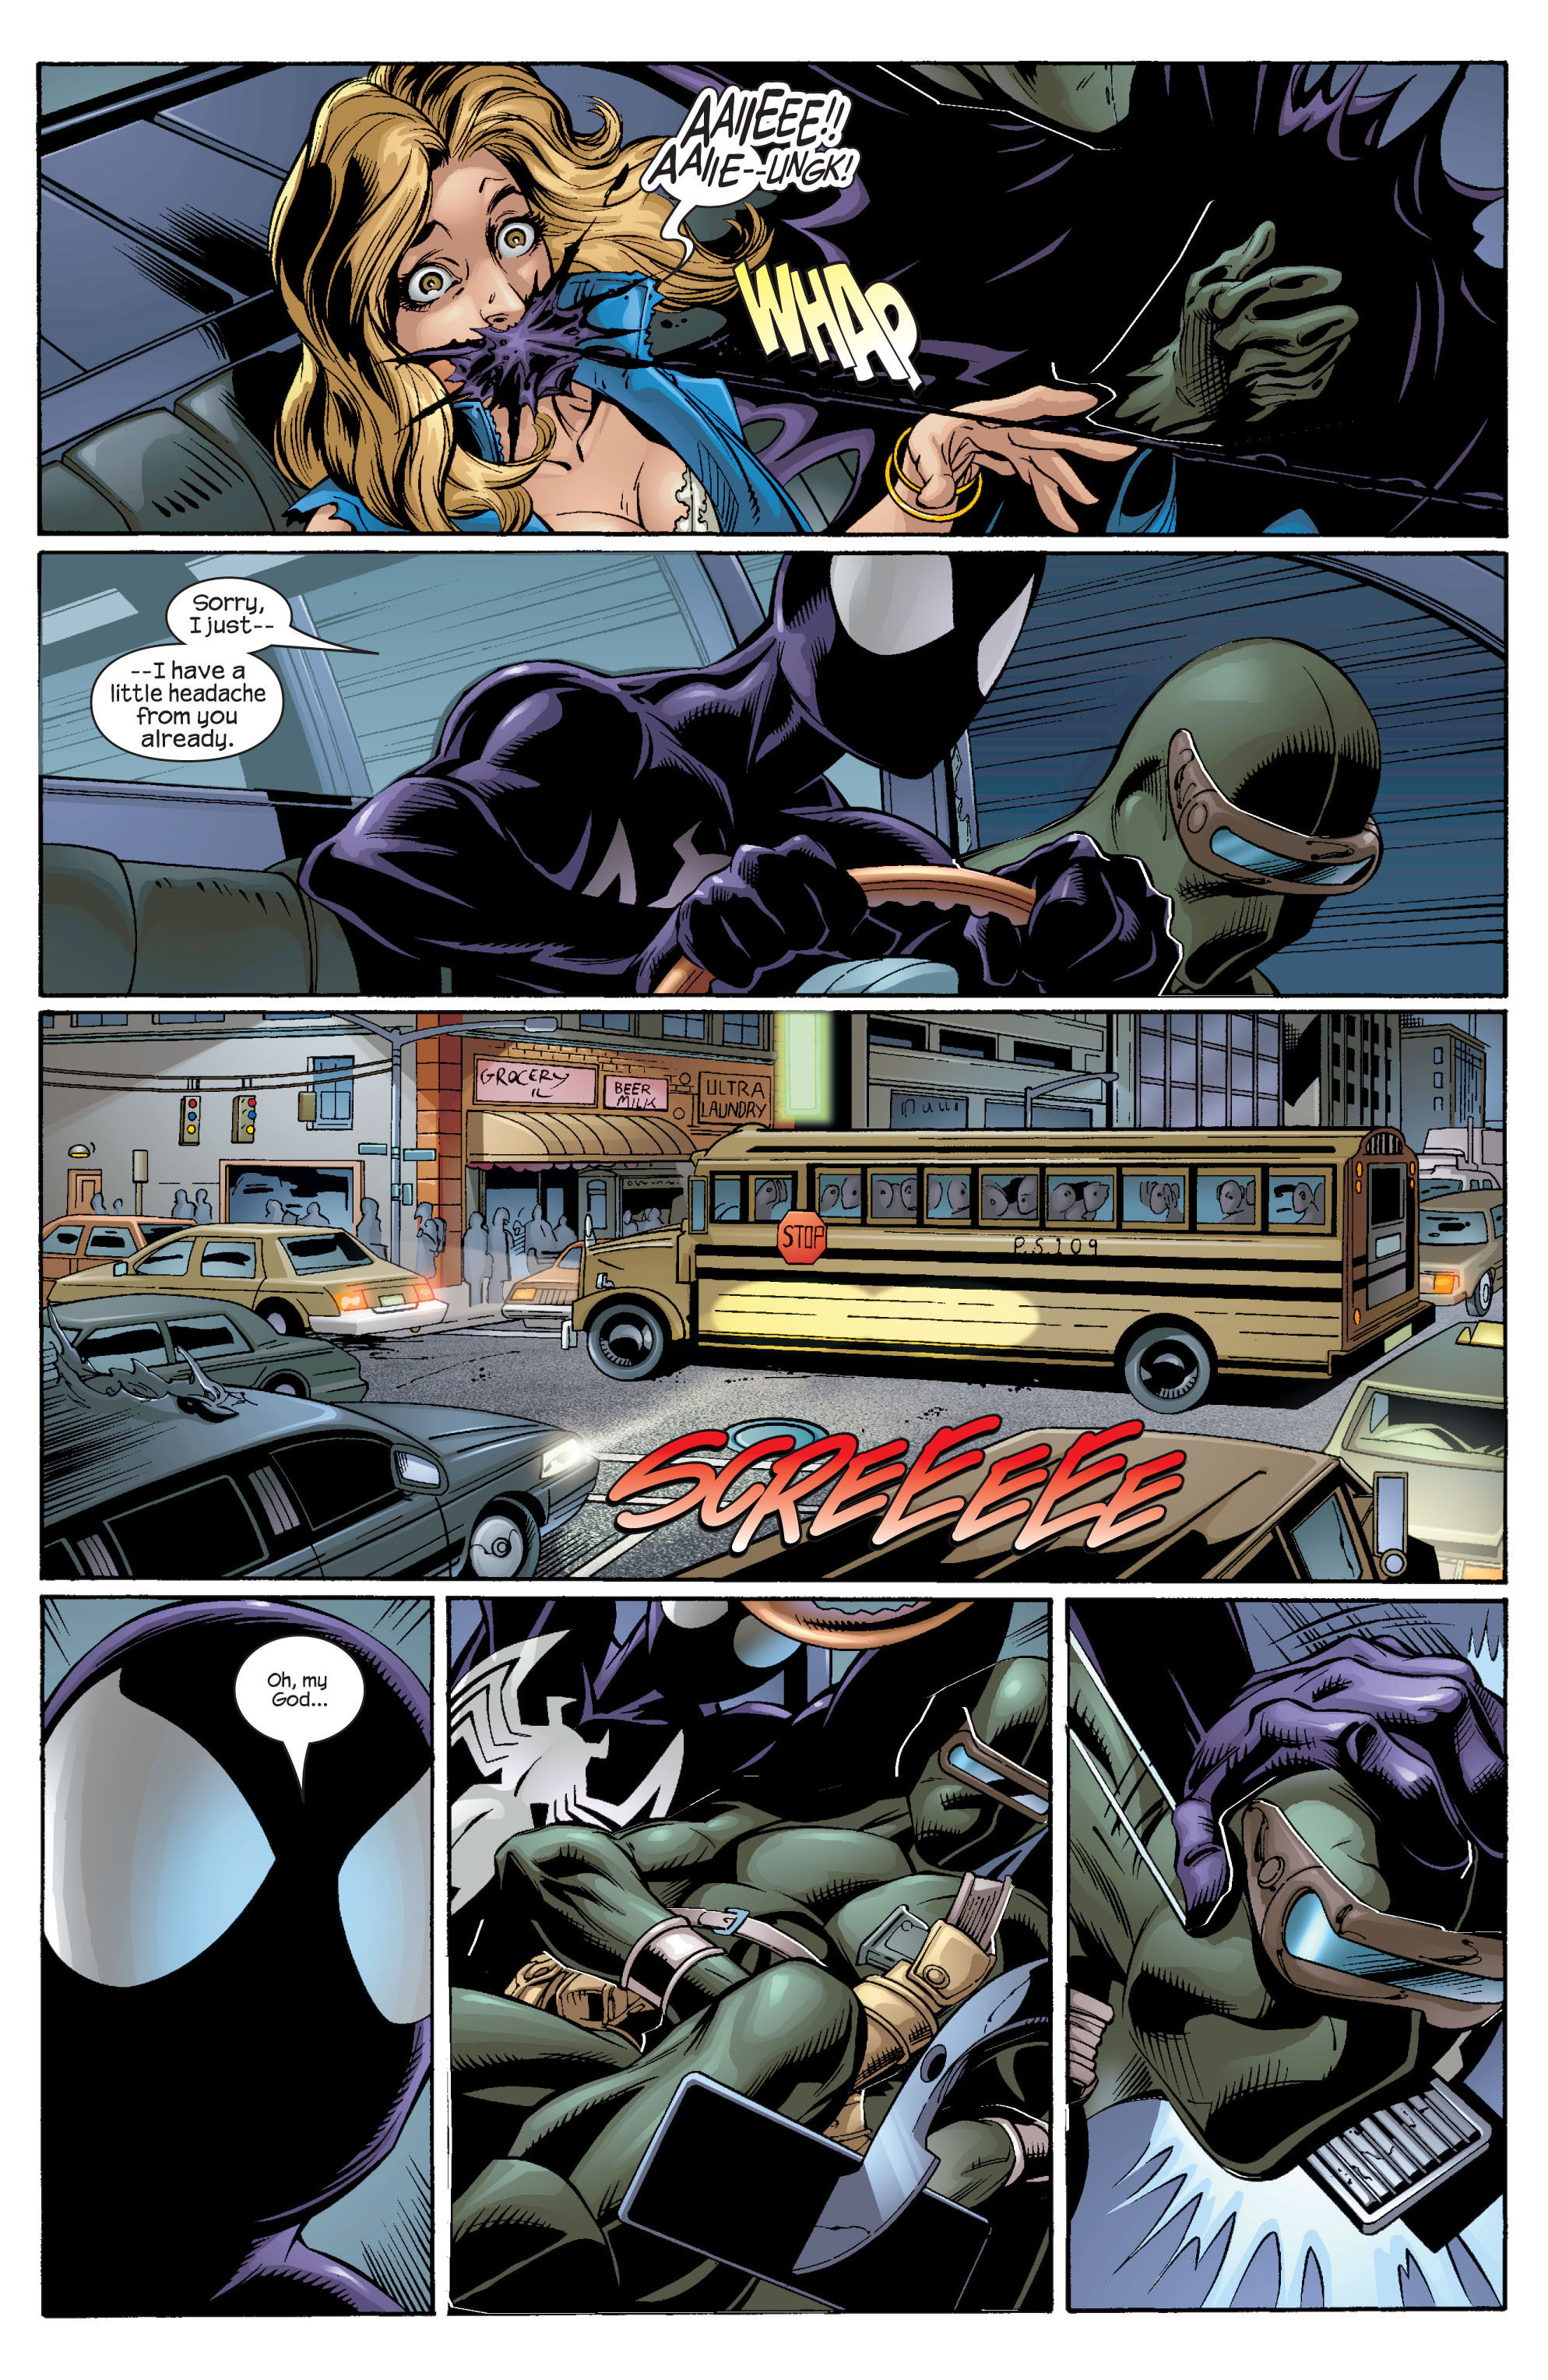 AAIIEEE!!
AAIIE--UNGK!
WHAP
Sorry,
I just--
--I have a
little headache
from you
already.
GROCERY
BEER
MILK
ULTRA
LAUNDRY
STOP
P.S.109
SCREEEEEE
Oh, my
God...